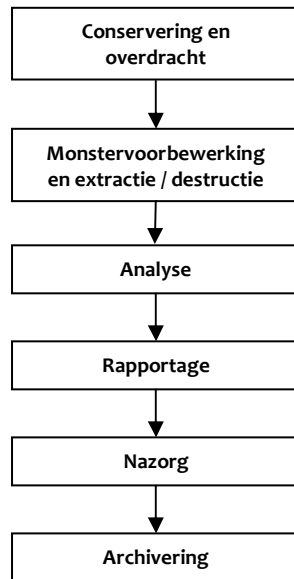 Conservering en
overdracht
Monstervoorbewerking
en extractie / destructie
Analyse
Rapportage
Nazorg
Archivering